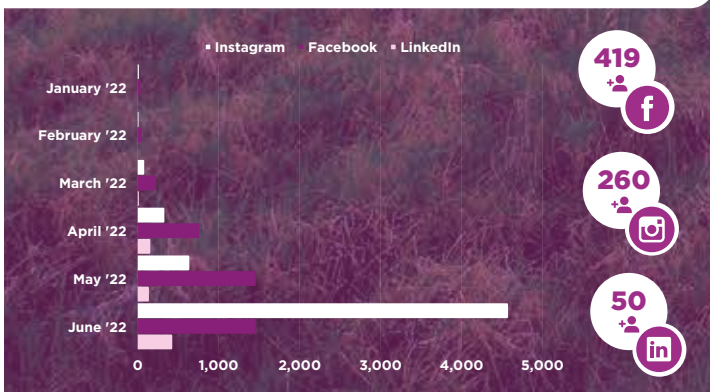 Instagram Facebook LinkedIn
January '22
February '22
March '22
April '22
May '22
June '22
0 1,000 2,000 3,000 4,000 5,000
419
f
260
50
in